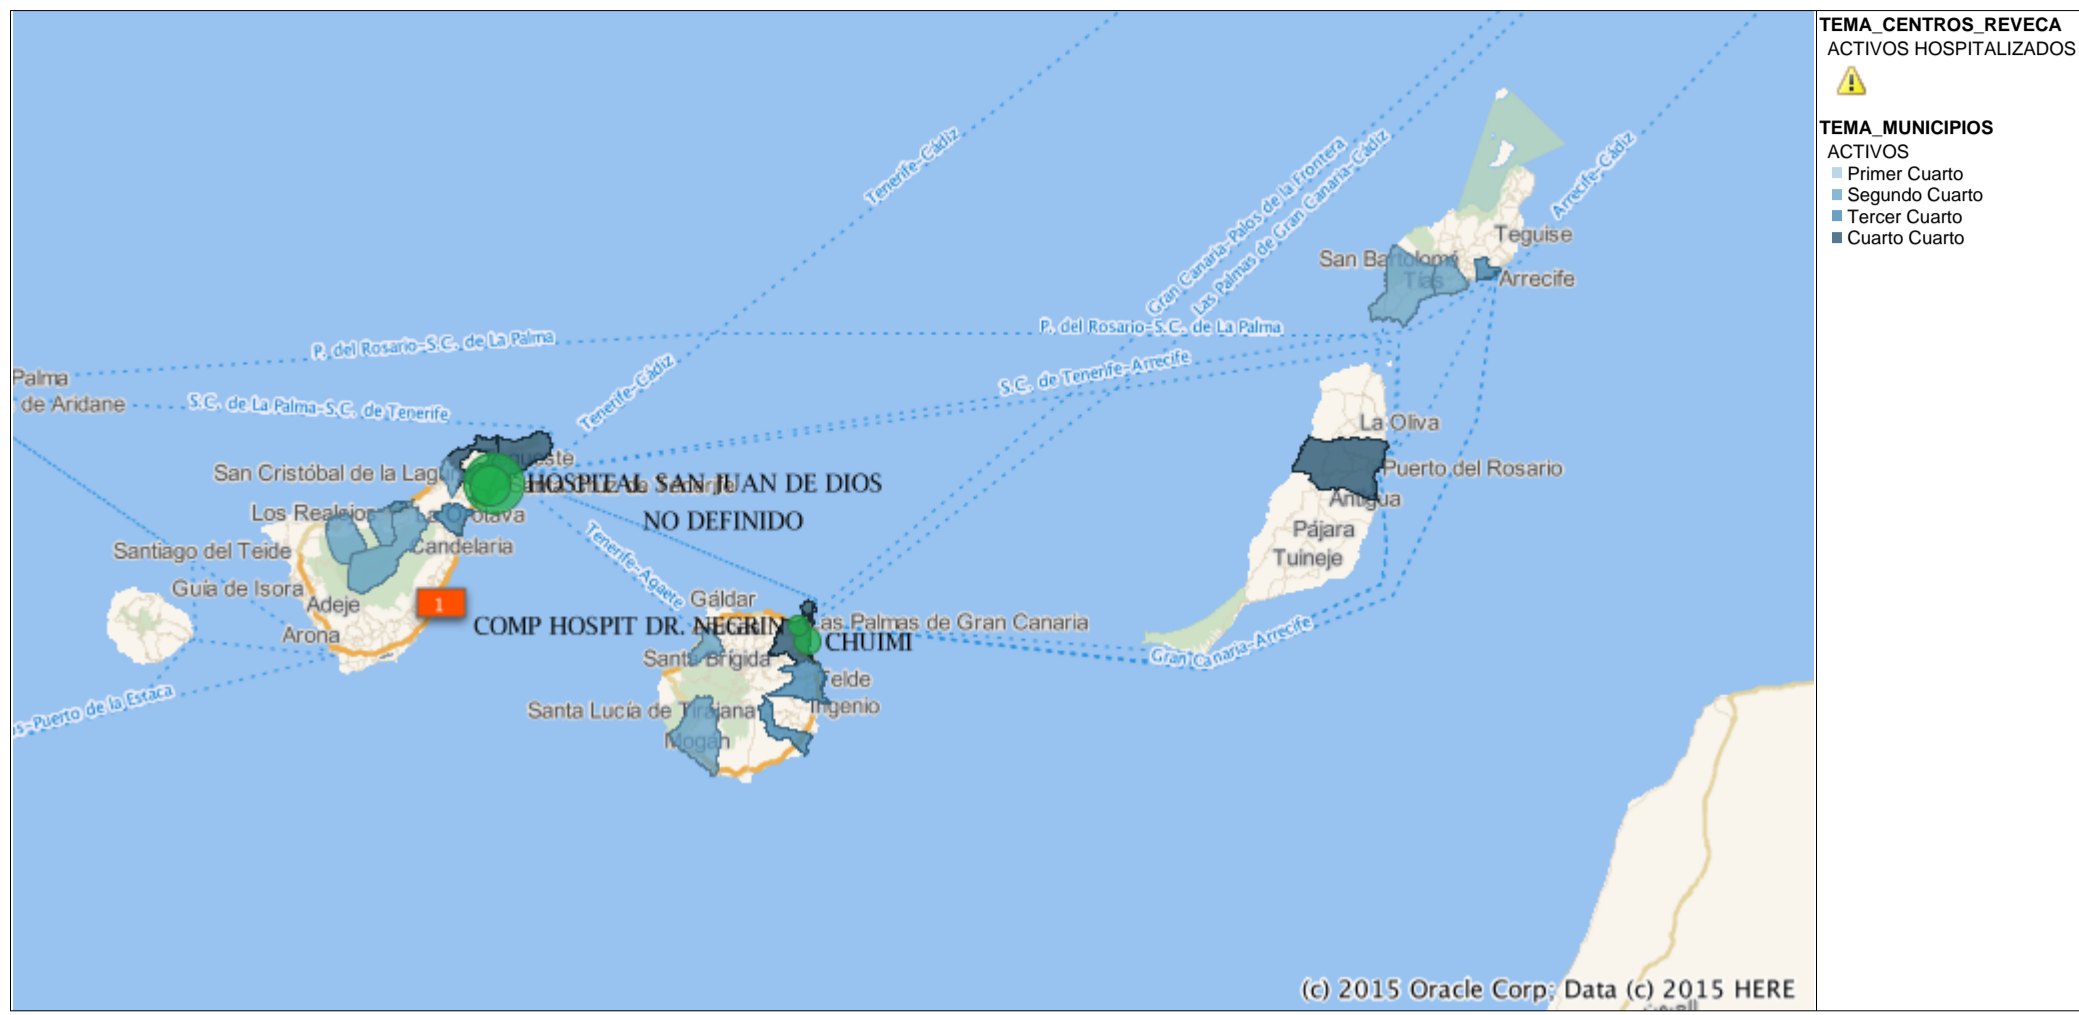 TEMA_CENTROS_REVECA
ACTIVOS HOSPITALIZADOS
TEMA_MUNICIPIOS
ACTIVOS
Primer Cuarto
Segundo Cuarto
Tercer Cuarto
Cuarto Cuarto
Tenerife-Cádiz
Gran Canaria-Palos de la Frontera
Las Palmas de Gran Canaria-Cádiz
Arrecife-Cádiz
Teguise
San Bartolomé
Tías
Arrecife
P. del Rosario-S.C. de La Palma
P. del Rosario-S.C. de La Palma
S.C. de Tenerife-Arrecife
Tenerife-Cádiz
Palma
de Aridane
S.C. de La Palma-S.C. de Tenerife
La Oliva
Puerto del Rosario
Antigua
Pájara
Tuineje
San Cristóbal de la Lagu
HOSPITAL SAN JUAN DE DIOS
NO DEFINIDO
Los Realejos
La Orotava
Candelaria
Santiago del Teide
Guía de Isora
Adeje
1
Arona
Tenerife-Agaete
Gáldar
COMP HOSPIT DR. NEGRIN
Las Palmas de Gran Canaria
CHUIMI
Santa Brígida
Telde
Ingenio
Santa Lucía de Tirajana
Mogán
Gran Canaria-Arrecife
s-Puerto de la Estaca
(c) 2015 Oracle Corp; Data (c) 2015 HERE